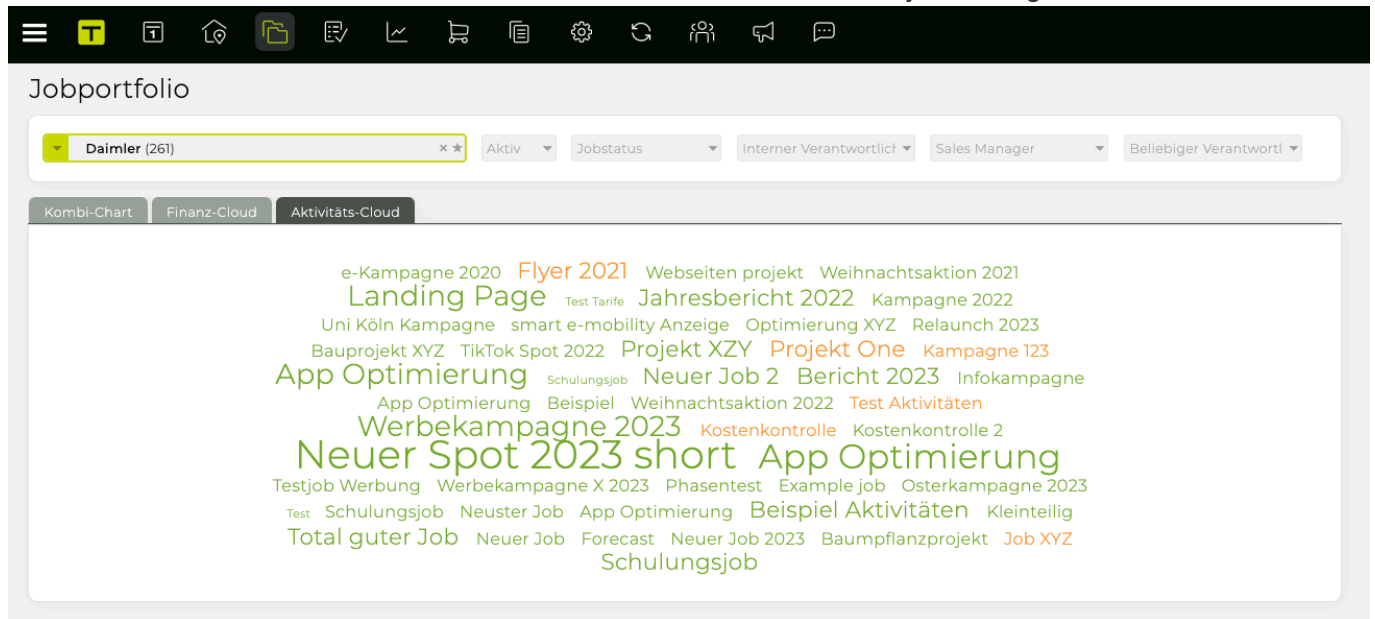 T
Jobportfolio
Daimler (261) × ★ Aktiv Jobstatus Interner Verantwortlich Sales Manager Beliebiger Verantwortl
Kombi-Chart Finanz-Cloud Aktivitäts-Cloud
e-Kampagne 2020 Flyer 2021 Webseiten projekt Weihnachtsaktion 2021
Landing Page Test Tarife Jahresbericht 2022 Kampagne 2022
Uni Köln Kampagne smart e-mobility Anzeige Optimierung XYZ Relaunch 2023
Bauprojekt XYZ TikTok Spot 2022 Projekt XZY Projekt One Kampagne 123
App Optimierung Schulungsjob Neuer Job 2 Bericht 2023 Infokampagne
App Optimierung Beispiel Weihnachtsaktion 2022 Test Aktivitäten
Werbekampagne 2023 Kostenkontrolle Kostenkontrolle 2
Neuer Spot 2023 short App Optimierung
Testjob Werbung Werbekampagne X 2023 Phasentest Example job Osterkampagne 2023
Test Schulungsjob Neuster Job App Optimierung Beispiel Aktivitäten Kleinteilig
Total guter Job Neuer Job Forecast Neuer Job 2023 Baumpflanzprojekt Job XYZ
Schulungsjob